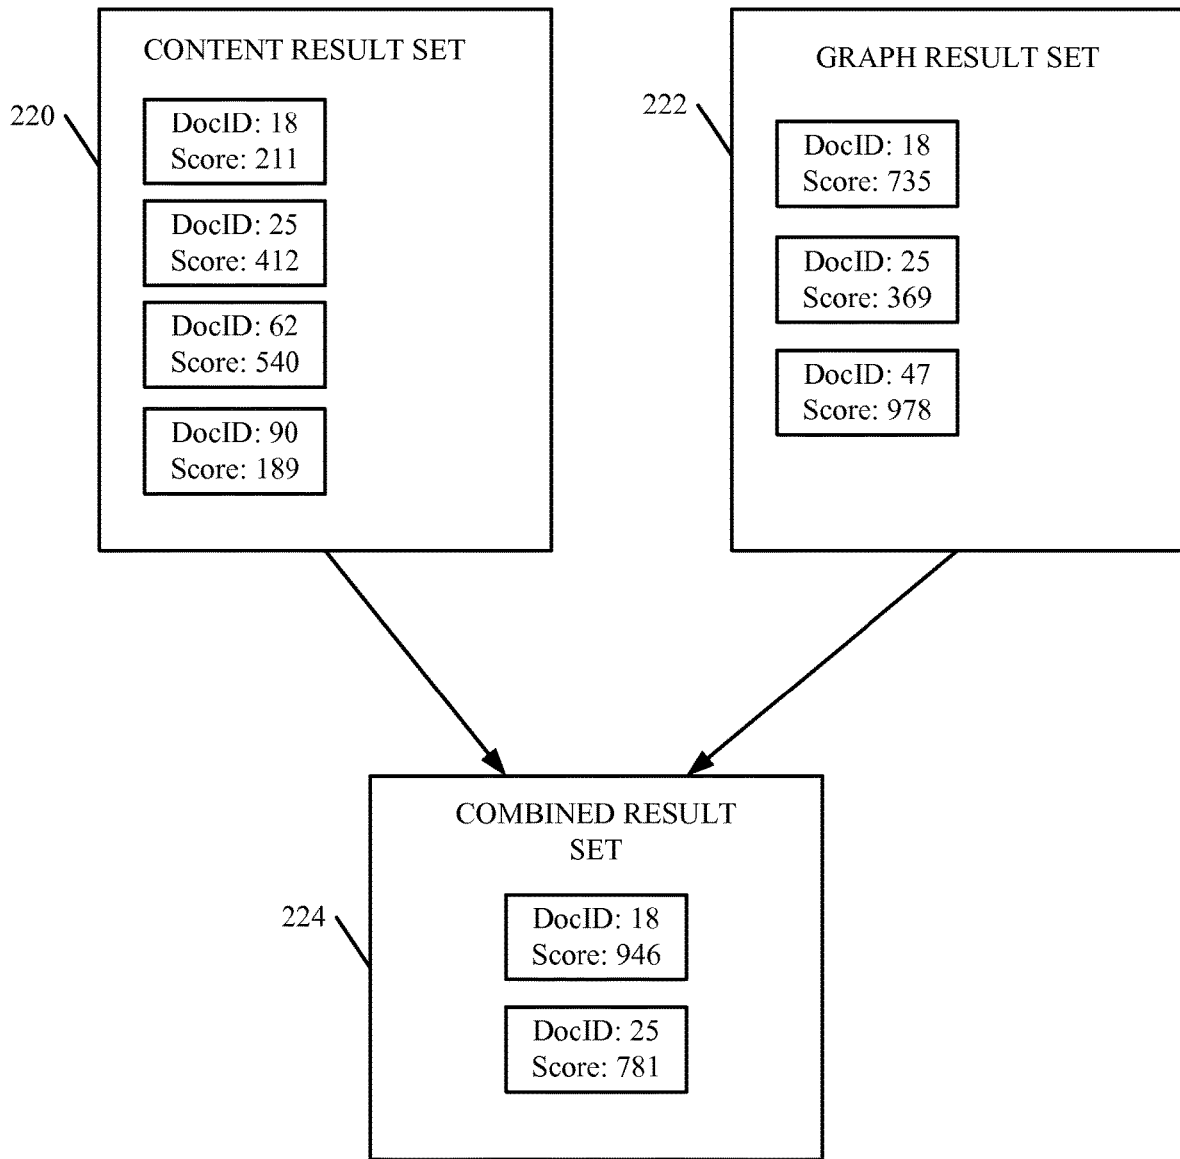 CONTENT RESULT SET
220
DocID: 18
Score: 211
DocID: 25
Score: 412
DocID: 62
Score: 540
DocID: 90
Score: 189
GRAPH RESULT SET
222
DocID: 18
Score: 735
DocID: 25
Score: 369
DocID: 47
Score: 978
COMBINED RESULT
SET
224
DocID: 18
Score: 946
DocID: 25
Score: 781